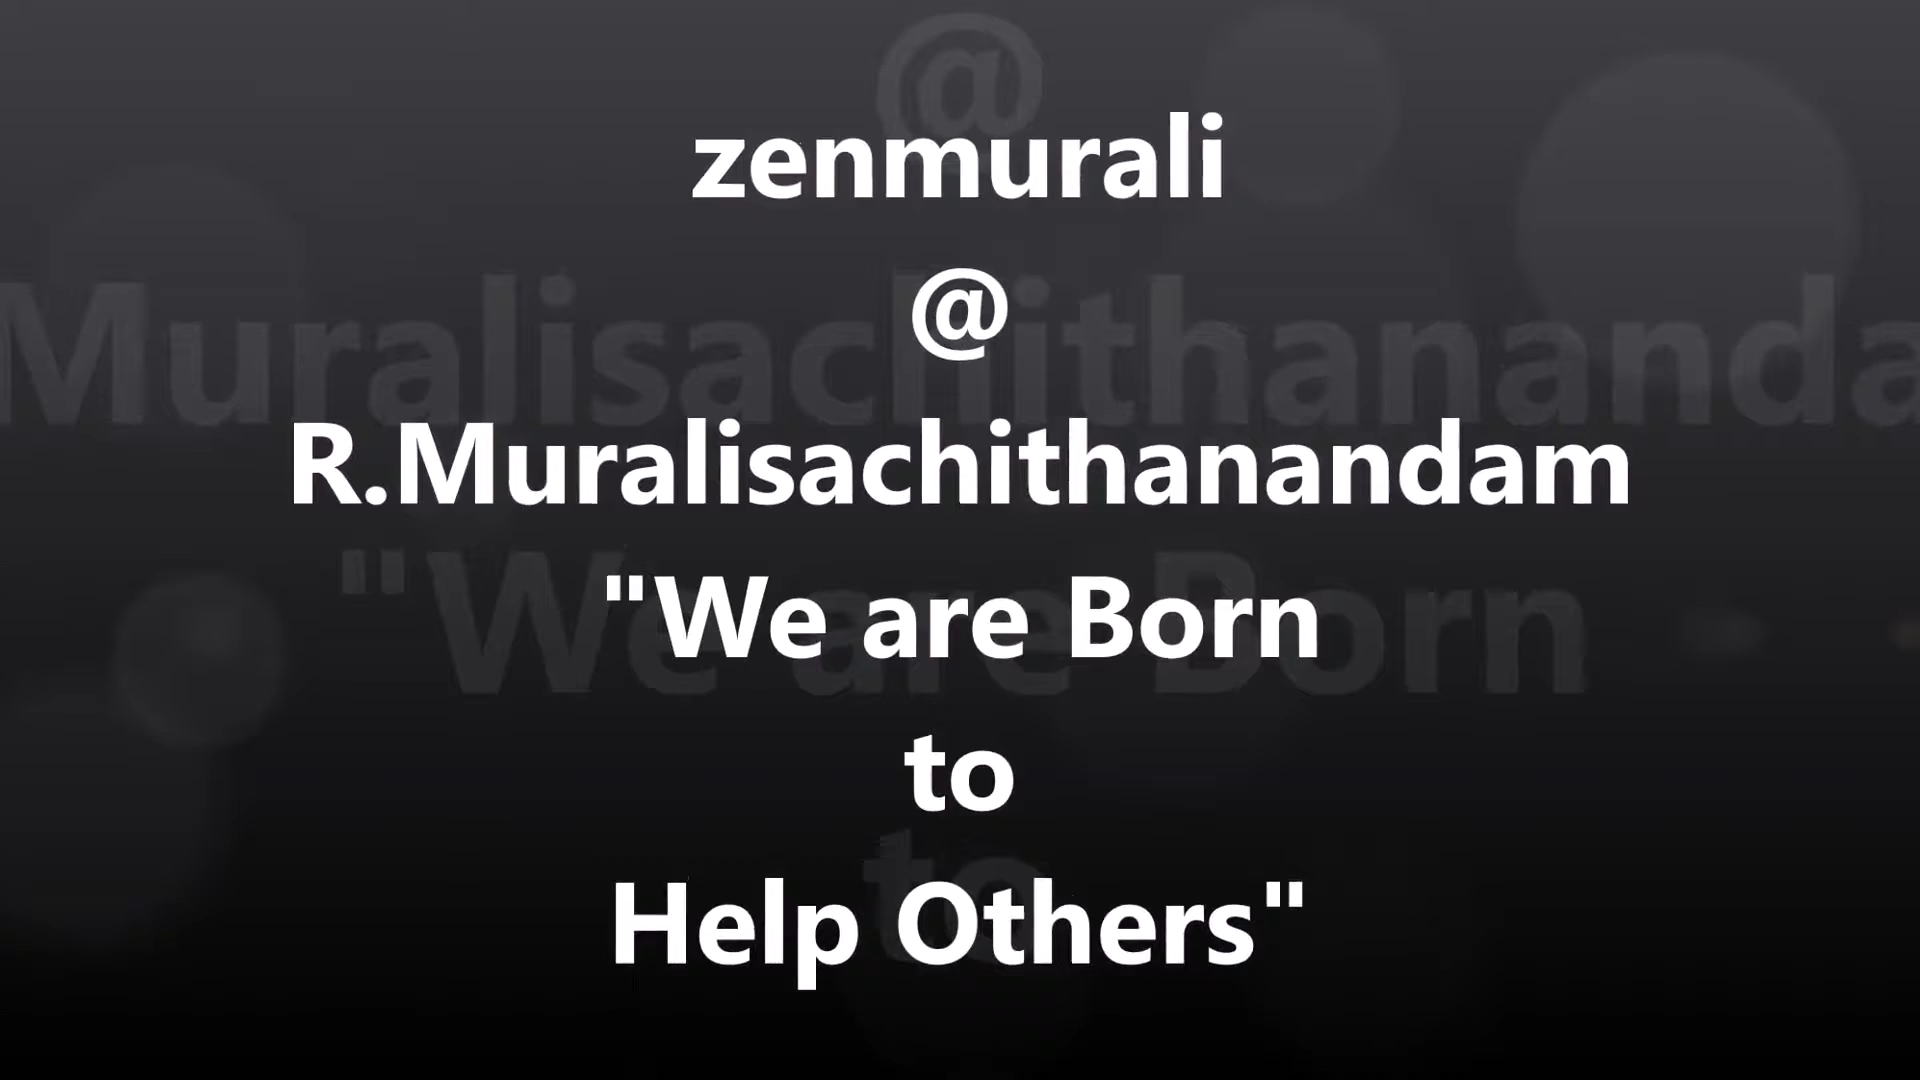 zenmurali
@
R.Muralisachithanandam
"We are Born
to
Help Others"